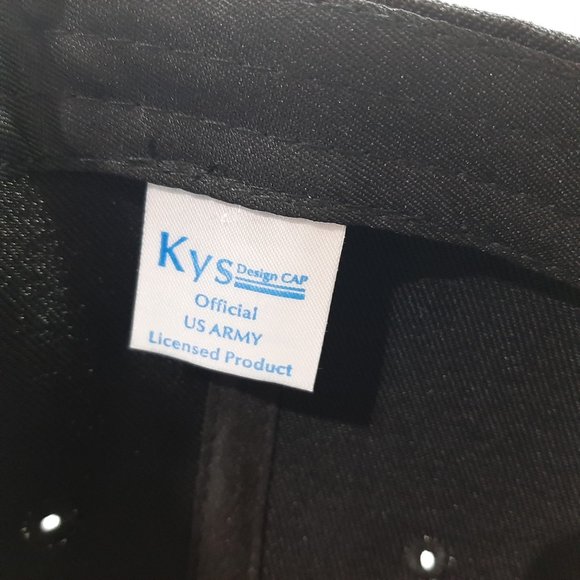 Kys Design CAP
Official
US ARMY
Licensed Product